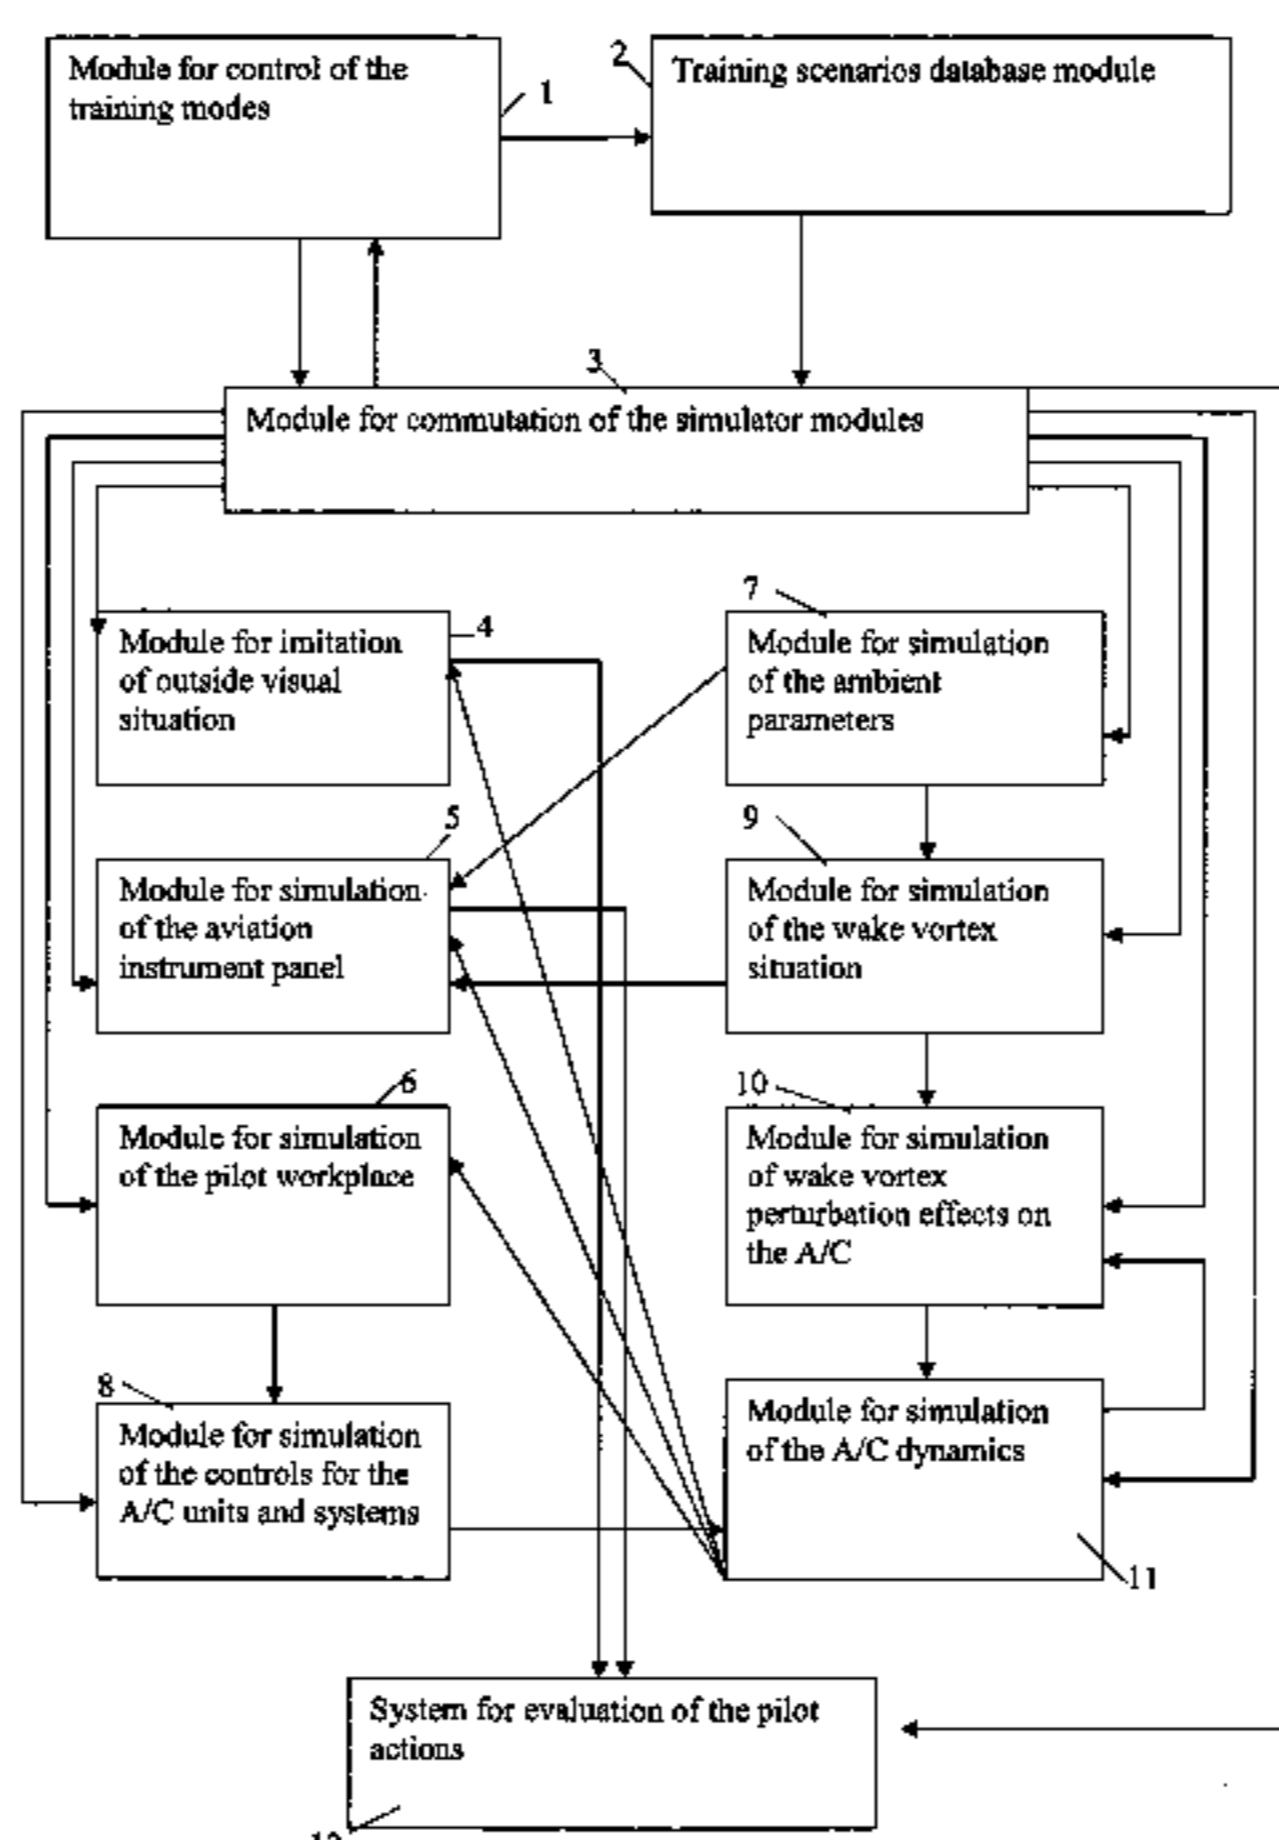 Module for control of the
training modes
1
2
Training scenarios database module
3
Module for commutation of the simulator modules
Module for imitation
of outside visual
situation
4
7
Module for simulation
of the ambient
parameters
5
Module for simulation
of the aviation
instrument panel
9
Module for simulation
of the wake vortex
situation
6
Module for simulation
of the pilot workplace
10
Module for simulation
of wake vortex
perturbation effects on
the A/C
8
Module for simulation
of the controls for the
A/C units and systems
Module for simulation
of the A/C dynamics
11
System for evaluation of the pilot
actions